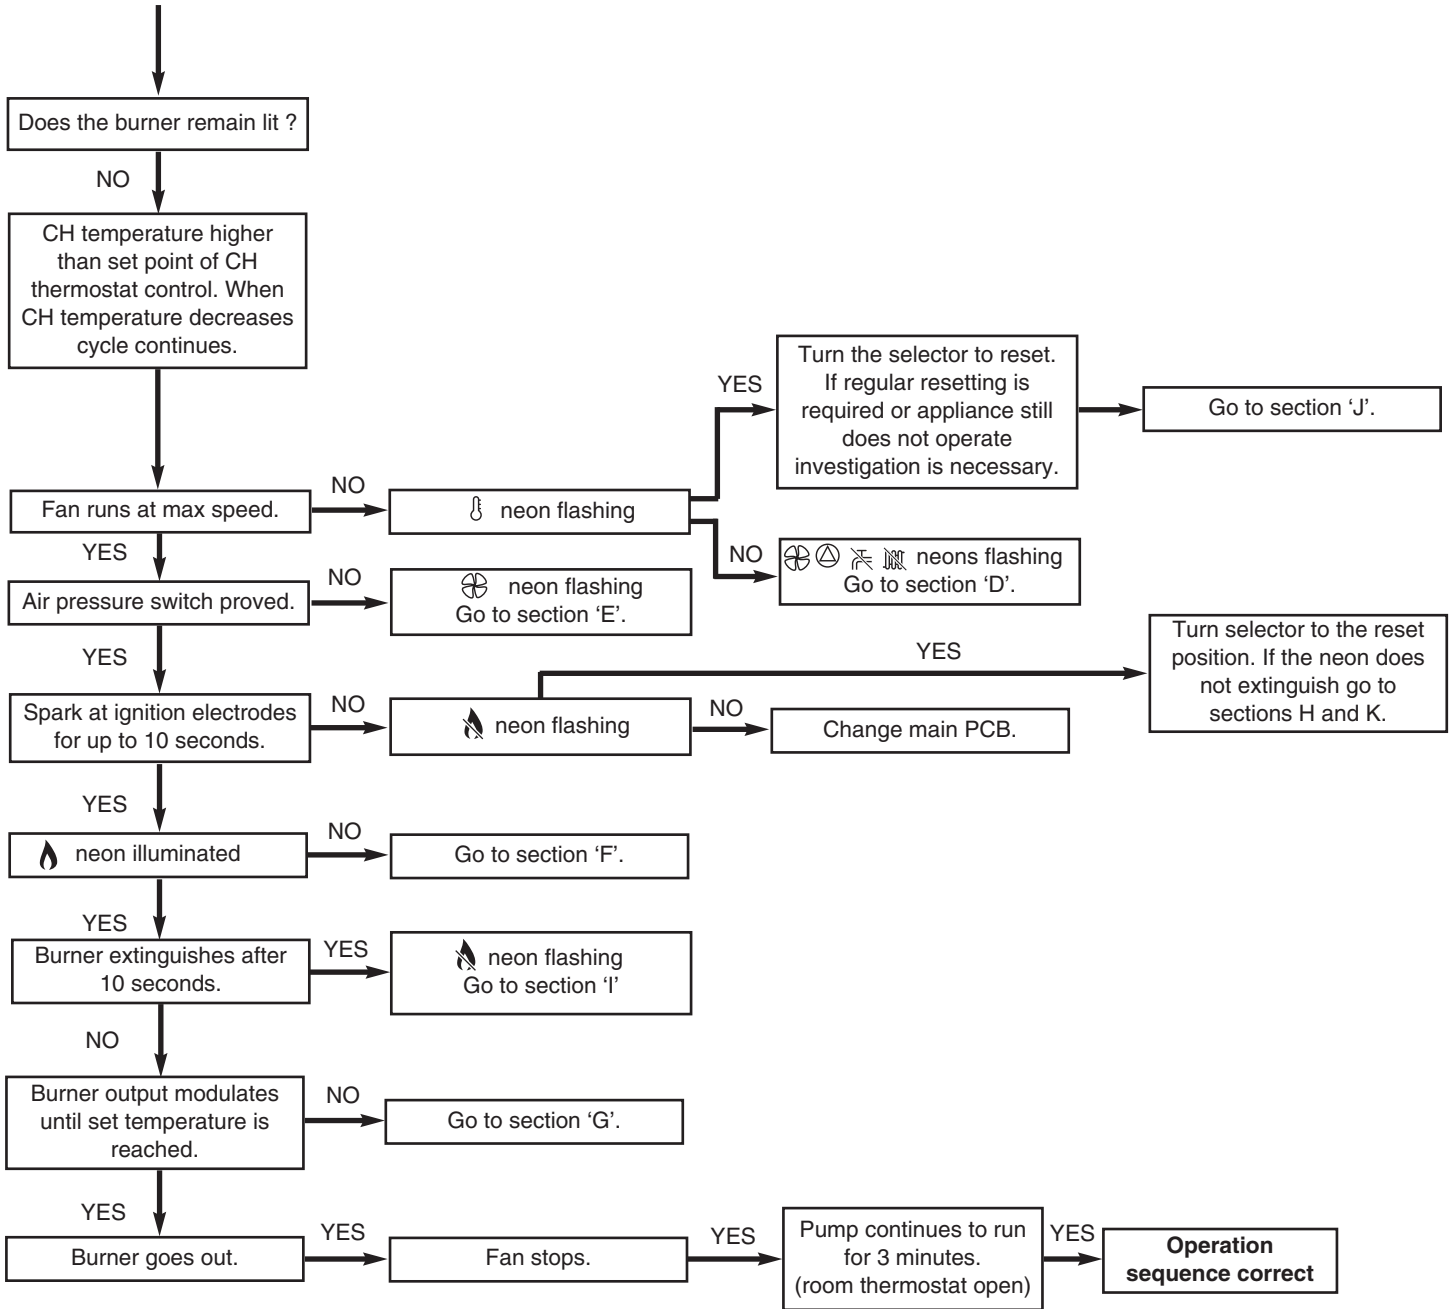 Does the burner remain lit ?
NO
CH temperature higher
than set point of CH
thermostat control. When
CH temperature decreases
cycle continues.
Fan runs at max speed.
NO
neon flashing
YES
Turn the selector to reset.
If regular resetting is
required or appliance still
does not operate
investigation is necessary.
Go to section ‘J’.
NO
neons flashing
Go to section ‘D’.
YES
Air pressure switch proved.
NO
neon flashing
Go to section ‘E’.
YES
Spark at ignition electrodes
for up to 10 seconds.
NO
neon flashing
YES
Turn selector to the reset
position. If the neon does
not extinguish go to
sections H and K.
NO
Change main PCB.
YES
neon illuminated
NO
Go to section ‘F’.
YES
Burner extinguishes after
10 seconds.
YES
neon flashing
Go to section ‘I’
NO
Burner output modulates
until set temperature is
reached.
NO
Go to section ‘G’.
YES
Burner goes out.
YES
Fan stops.
YES
Pump continues to run
for 3 minutes.
(room thermostat open)
YES
Operation
sequence correct